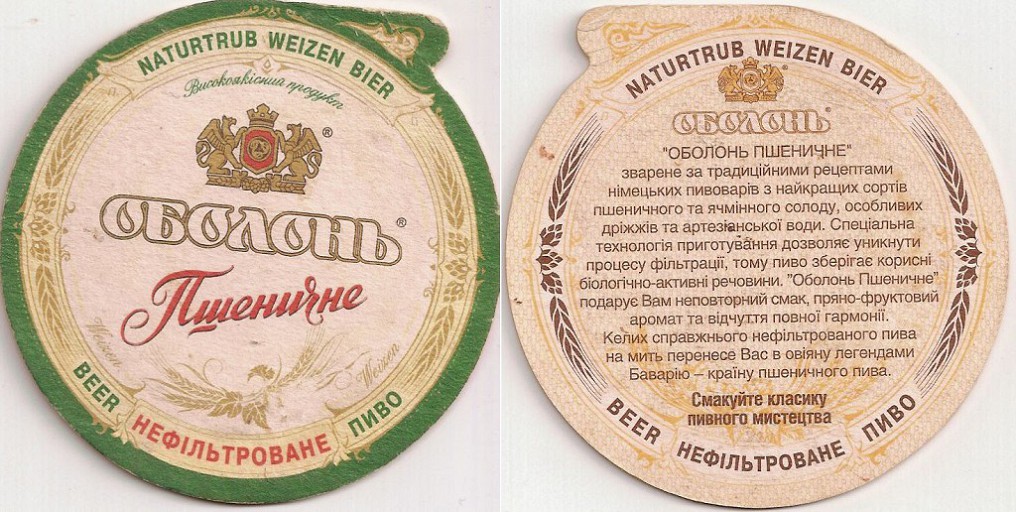 NATURTRUB WEIZEN BIER
Високоякісний продукт
ОБОЛОНЬ®
Пшеничне
Weizen
Weizen
BEER НЕФІЛЬТРОВАНЕ ПИВО
NATURTRUB WEIZEN BIER
ОБОЛОНЬ®
"ОБОЛОНЬ ПШЕНИЧНЕ"
зварене за традиційними рецептами
німецьких пивоварів з найкращих сортів
пшеничного та ячмінного солоду, особливих
дріжжів та артезіанської води. Спеціальна
технологія приготування дозволяє уникнути
процесу фільтрації, тому пиво зберігає корисні
біологічно-активні речовини. "Оболонь Пшеничне"
подарує Вам неповторний смак, пряно-фруктовий
аромат та відчуття повної гармонії.
Келих справжнього нефільтрованого пива
на мить перенесе Вас в овіяну легендами
Баварію – країну пшеничного пива.
Смакуйте класику
пивного мистецтва
BEER НЕФІЛЬТРОВАНЕ ПИВО